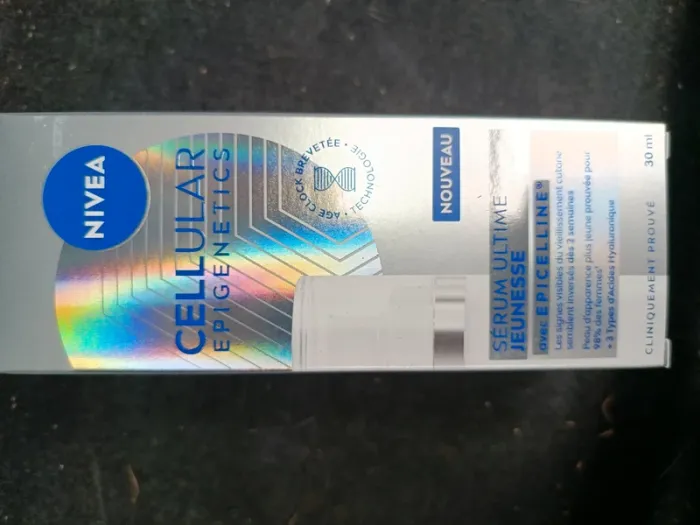 NIVEA
CELLULAR
EPIGENETICS
AGE CLOCK BREVETÉE • TECHNOLOGIE •
NOUVEAU
SÉRUM ULTIME
JEUNESSE
avec EPICELLINE®
Les signes visibles du vieillissement cutané
semblent inversés dès 2 semaines
Peau d'apparence plus jeune prouvée pour
98% des femmes*
+ 3 Types d'Acides Hyaluronique
CLINIQUEMENT PROUVÉ
30 ml